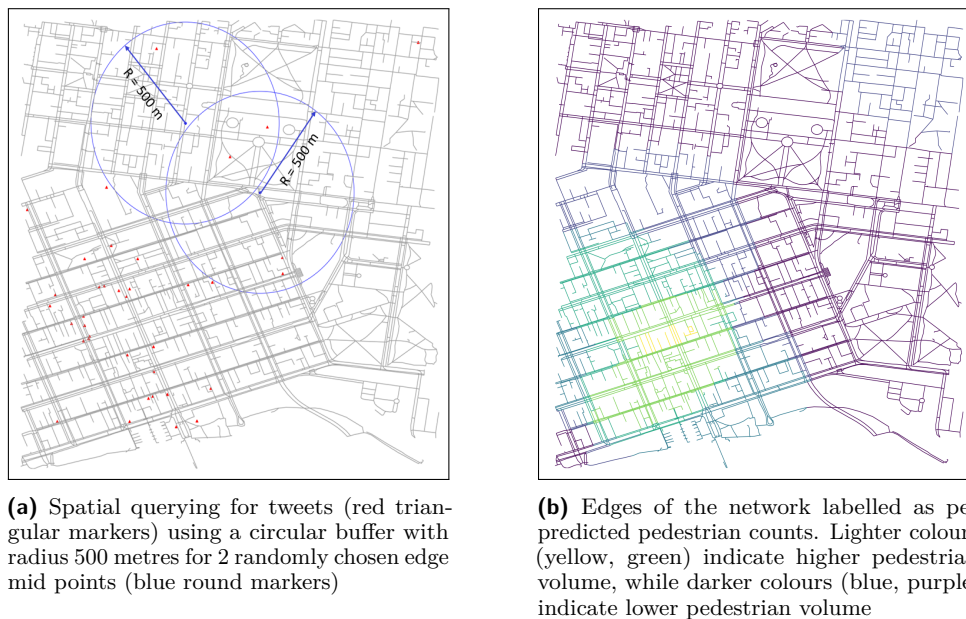 R = 500 m
R = 500 m
(a) Spatial querying for tweets (red trian-
gular markers) using a circular buffer with
radius 500 metres for 2 randomly chosen edge
mid points (blue round markers)
(b) Edges of the network labelled as pe
predicted pedestrian counts. Lighter colour
(yellow, green) indicate higher pedestria
volume, while darker colours (blue, purple
indicate lower pedestrian volume